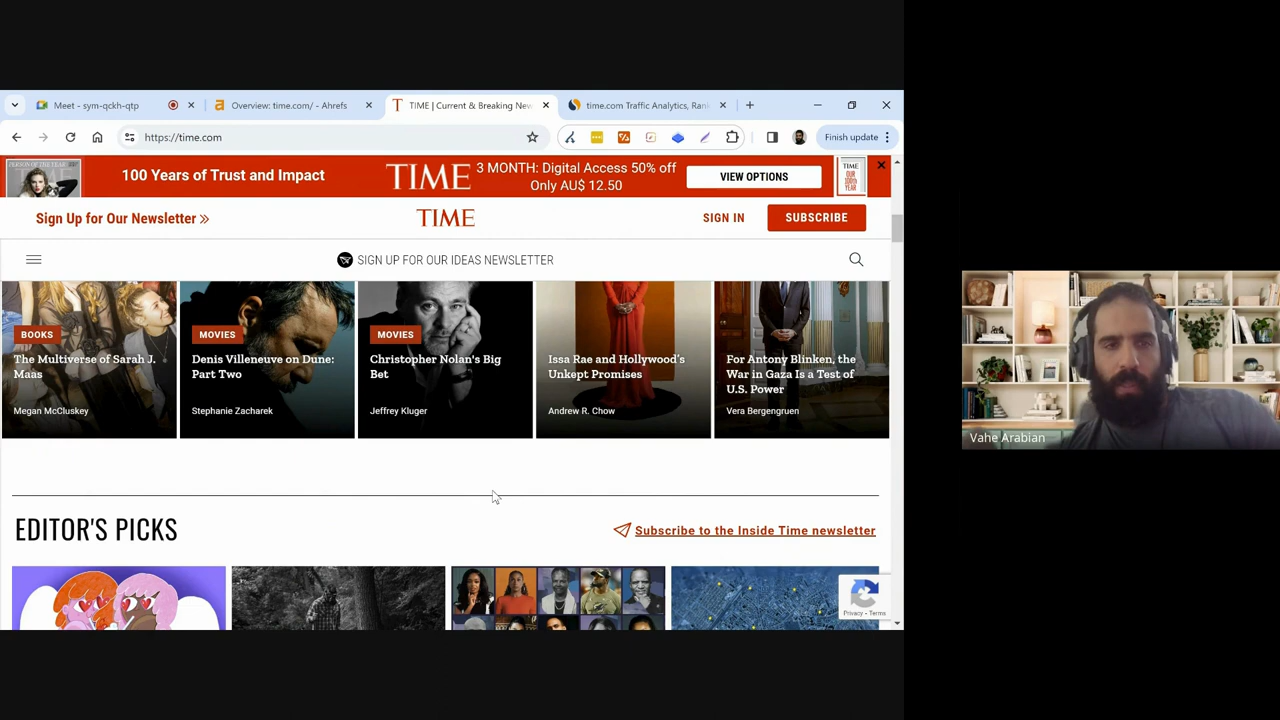 Meet - sym-qckh-qtp
Overview: time.com/ - Ahrefs
TIME | Current & Breaking New
time.com Traffic Analytics, Rank
https://time.com
Finish update
100 Years of Trust and Impact
TIME
3 MONTH: Digital Access 50% off
Only AU$ 12.50
VIEW OPTIONS
Sign Up for Our Newsletter
TIME
SIGN IN
SUBSCRIBE
SIGN UP FOR OUR IDEAS NEWSLETTER
BOOKS
The Multiverse of Sarah J.
Maas
Megan McCluskey
MOVIES
Denis Villeneuve on Dune:
Part Two
Stephanie Zacharek
MOVIES
Christopher Nolan's Big
Bet
Jeffrey Kluger
Issa Rae and Hollywood's
Unkept Promises
Andrew R. Chow
For Antony Blinken, the
War in Gaza Is a Test of
U.S. Power
Vera Bergengruen
EDITOR'S PICKS
Subscribe to the Inside Time newsletter
Privacy - Terms
Vahe Arabian